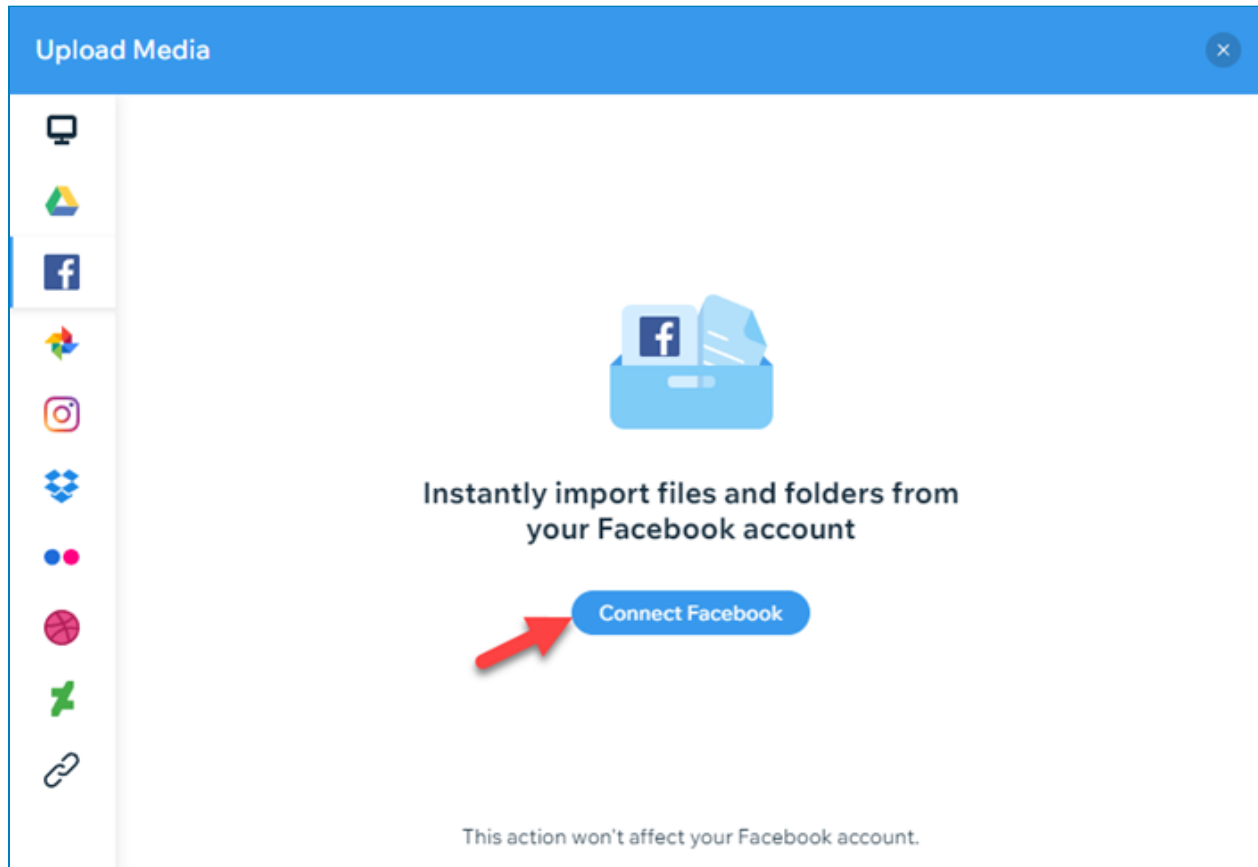 Upload Media
Instantly import files and folders from
your Facebook account
Connect Facebook
This action won't affect your Facebook account.